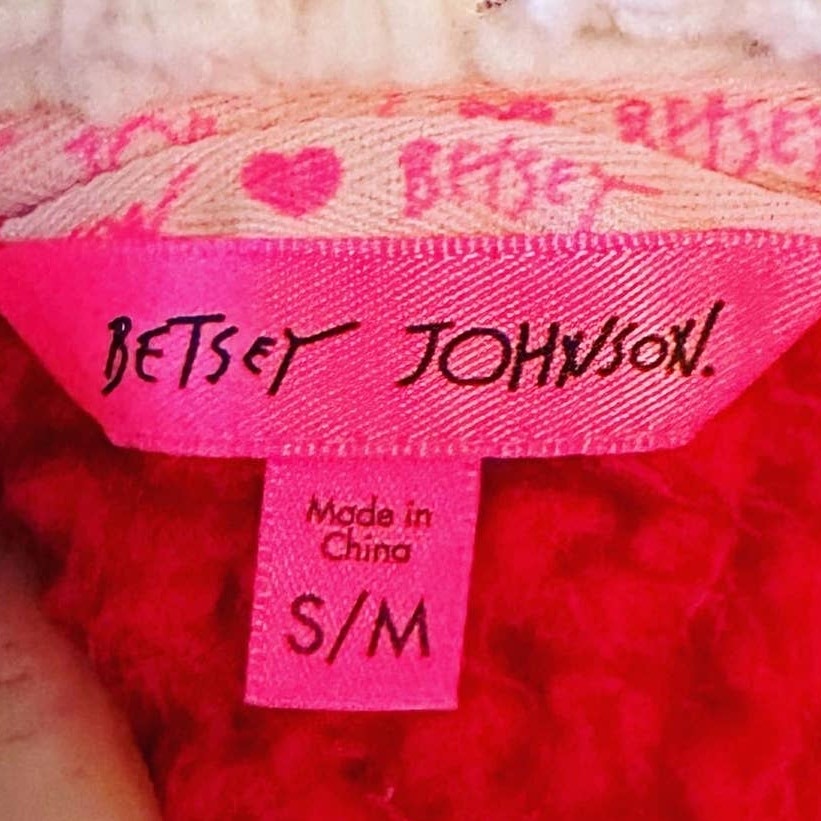 BETSEY BETSEY
BETSEY JOHNSON.
Made in
China
S/M